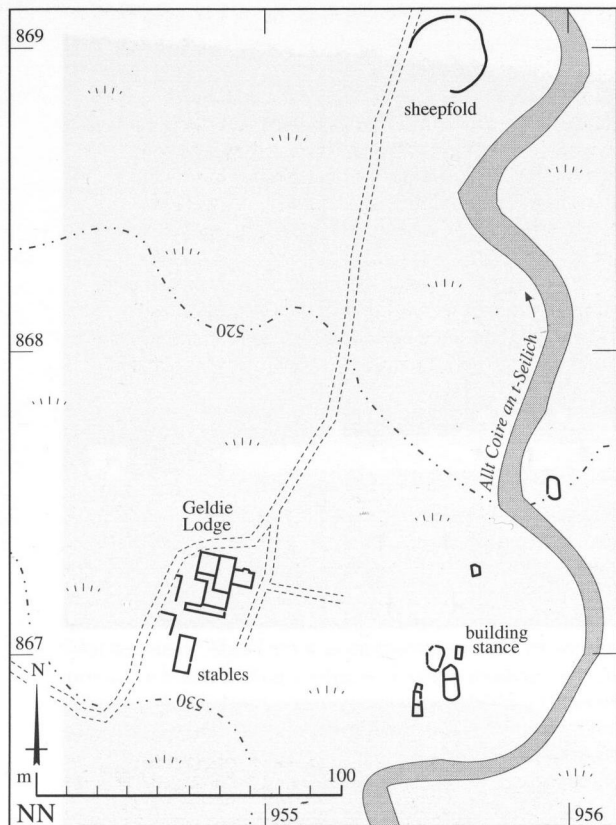 869
sheepfold
520
868
Allt Coire an t-Seilich
Geldie
Lodge
building
stance
867
N
stables
530
m
100
NN
955
956